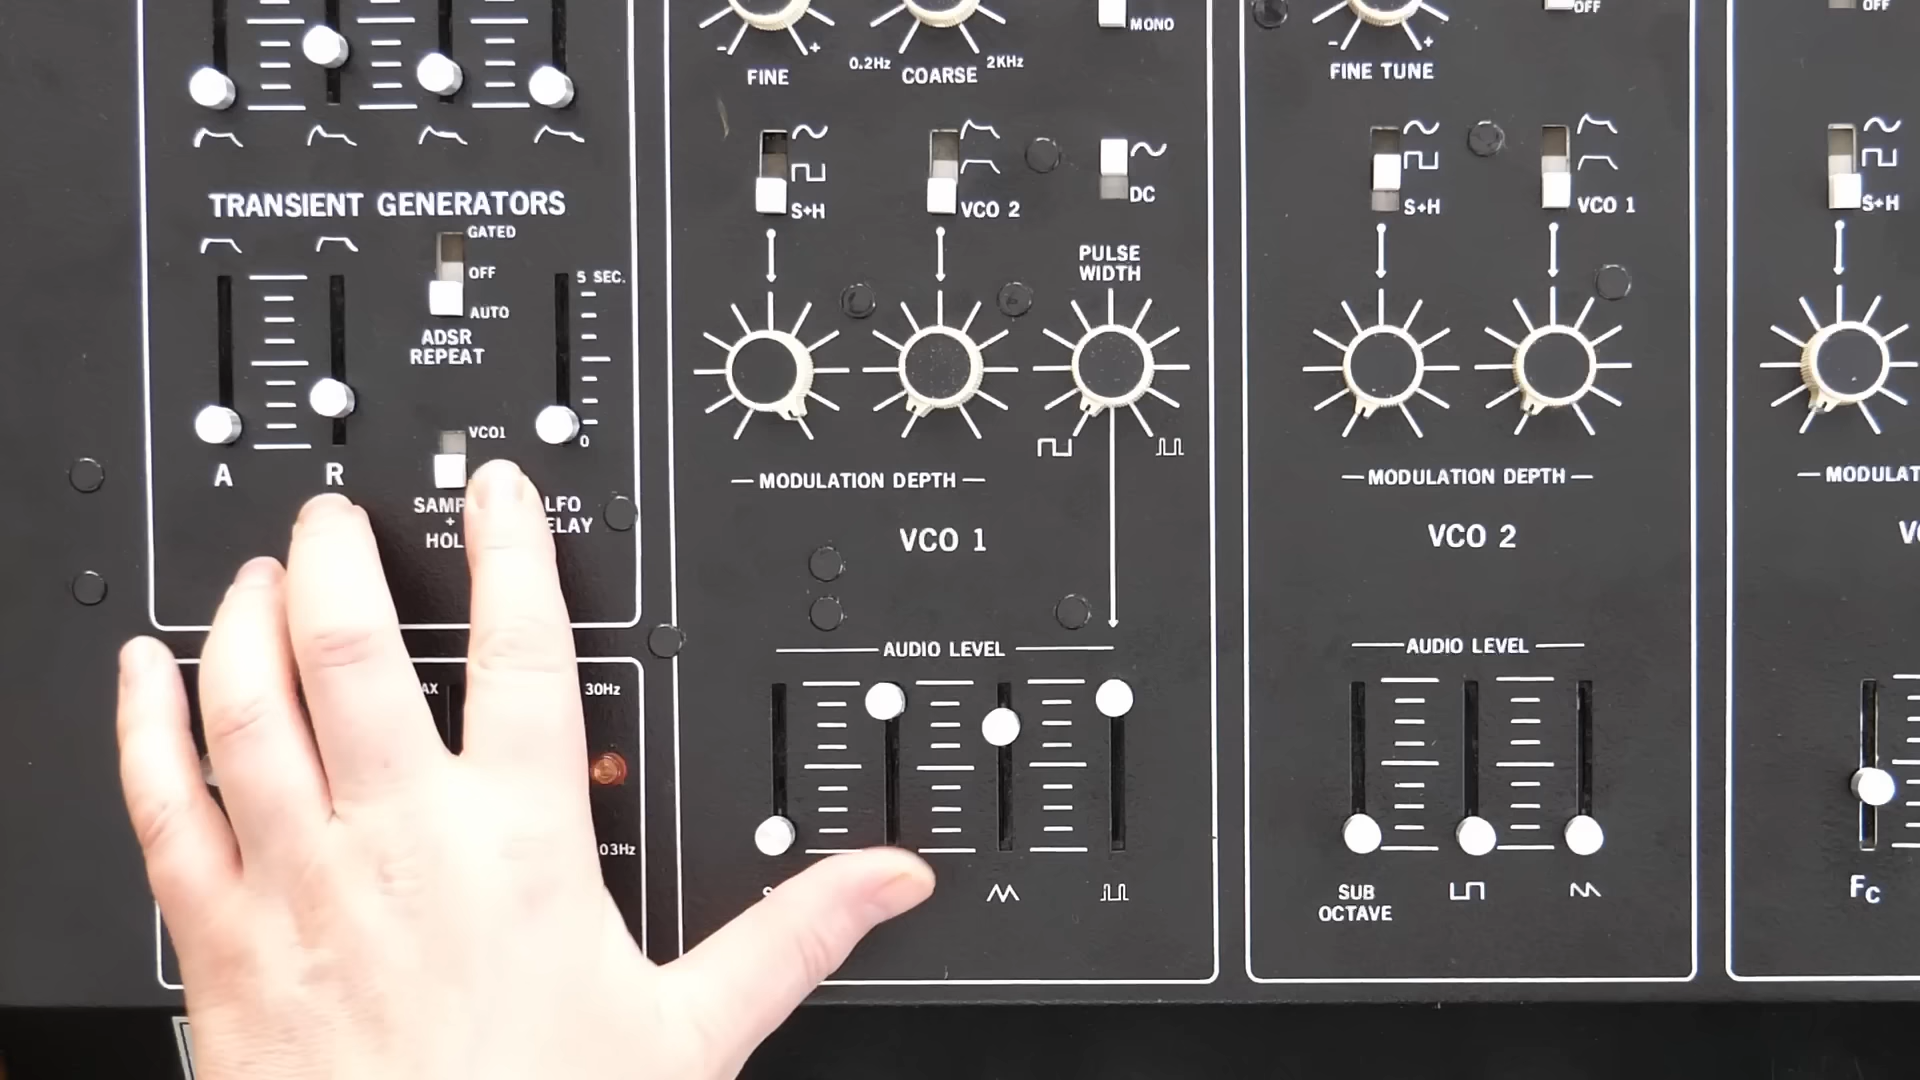 MONO
OFF
OFF
FINE
0.2Hz
COARSE
2KHz
FINE TUNE
S+H
VCO 2
DC
S+H
VCO 1
S+H
TRANSIENT GENERATORS
GATED
OFF
AUTO
ADSR
REPEAT
5 SEC.
0
PULSE
WIDTH
A
R
VCO1
LFO
MODULATION DEPTH
MODULATION DEPTH
VCO 1
VCO 2
AUDIO LEVEL
AUDIO LEVEL
30Hz
SUB
OCTAVE
Fc